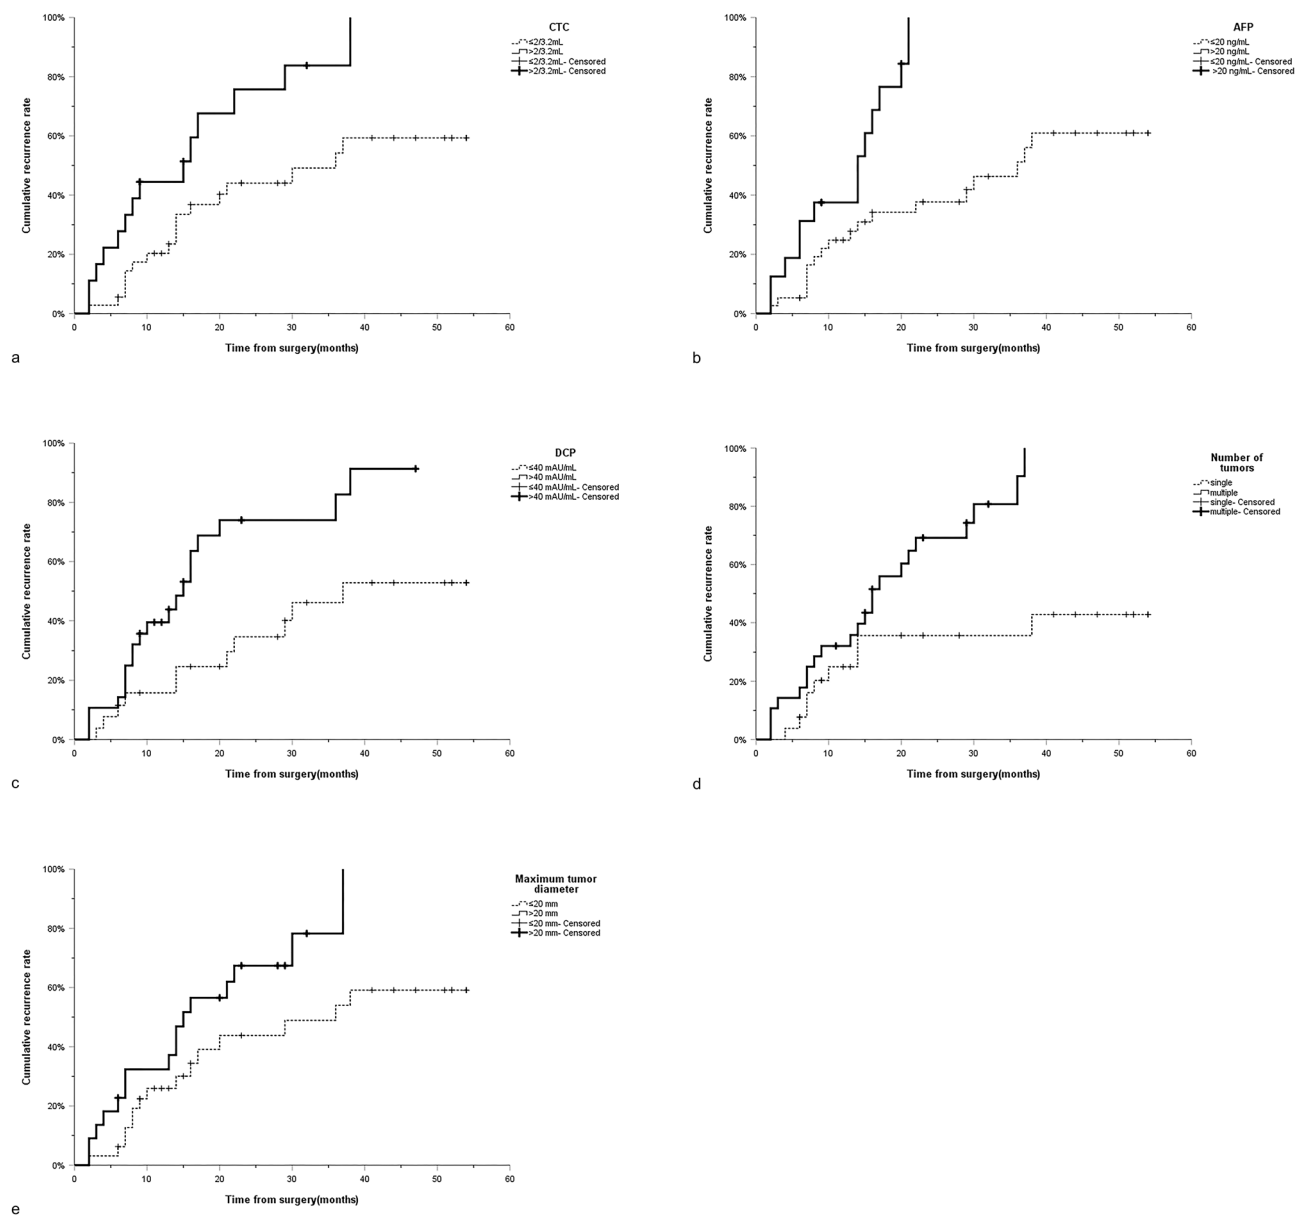 CTC
≤2/3.2mL
>2/3.2mL
≤2/3.2mL- Censored
>2/3.2mL- Censored
100%
80%
60%
40%
20%
0%
Cumulative recurrence rate
0 10 20 30 40 50 60
Time from surgery(months)
a
AFP
≤20 ng/mL
>20 ng/mL
≤20 ng/mL- Censored
>20 ng/mL- Censored
100%
80%
60%
40%
20%
0%
Cumulative recurrence rate
0 10 20 30 40 50 60
Time from surgery(months)
b
DCP
≤40 mAU/mL
>40 mAU/mL
≤40 mAU/mL- Censored
>40 mAU/mL- Censored
100%
80%
60%
40%
20%
0%
Cumulative recurrence rate
0 10 20 30 40 50 60
Time from surgery(months)
c
Number of
tumors
single
multiple
single- Censored
multiple- Censored
100%
80%
60%
40%
20%
0%
Cumulative recurrence rate
0 10 20 30 40 50 60
Time from surgery(months)
d
Maximum tumor
diameter
≤20 mm
>20 mm
≤20 mm- Censored
>20 mm- Censored
100%
80%
60%
40%
20%
0%
Cumulative recurrence rate
0 10 20 30 40 50 60
Time from surgery(months)
e